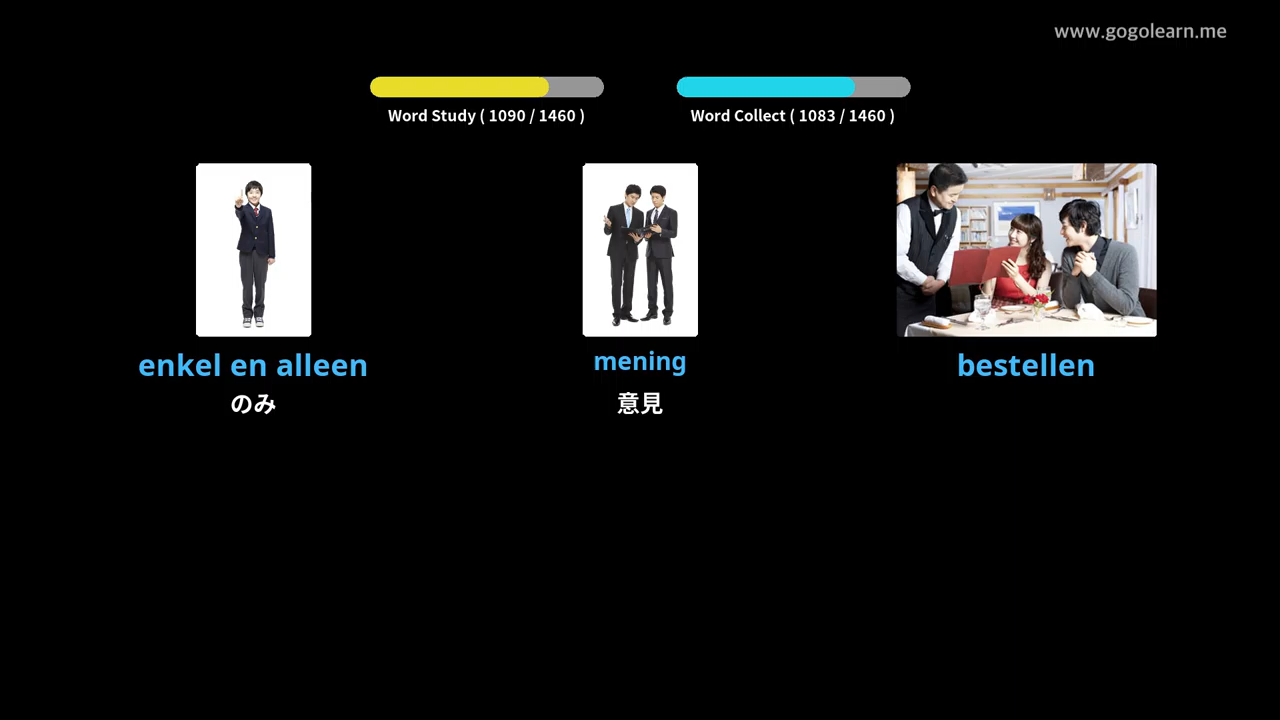 www.gogolearn.me
Word Study ( 1090 / 1460 )
Word Collect ( 1083 / 1460 )
enkel en alleen
のみ
mening
意見
bestellen